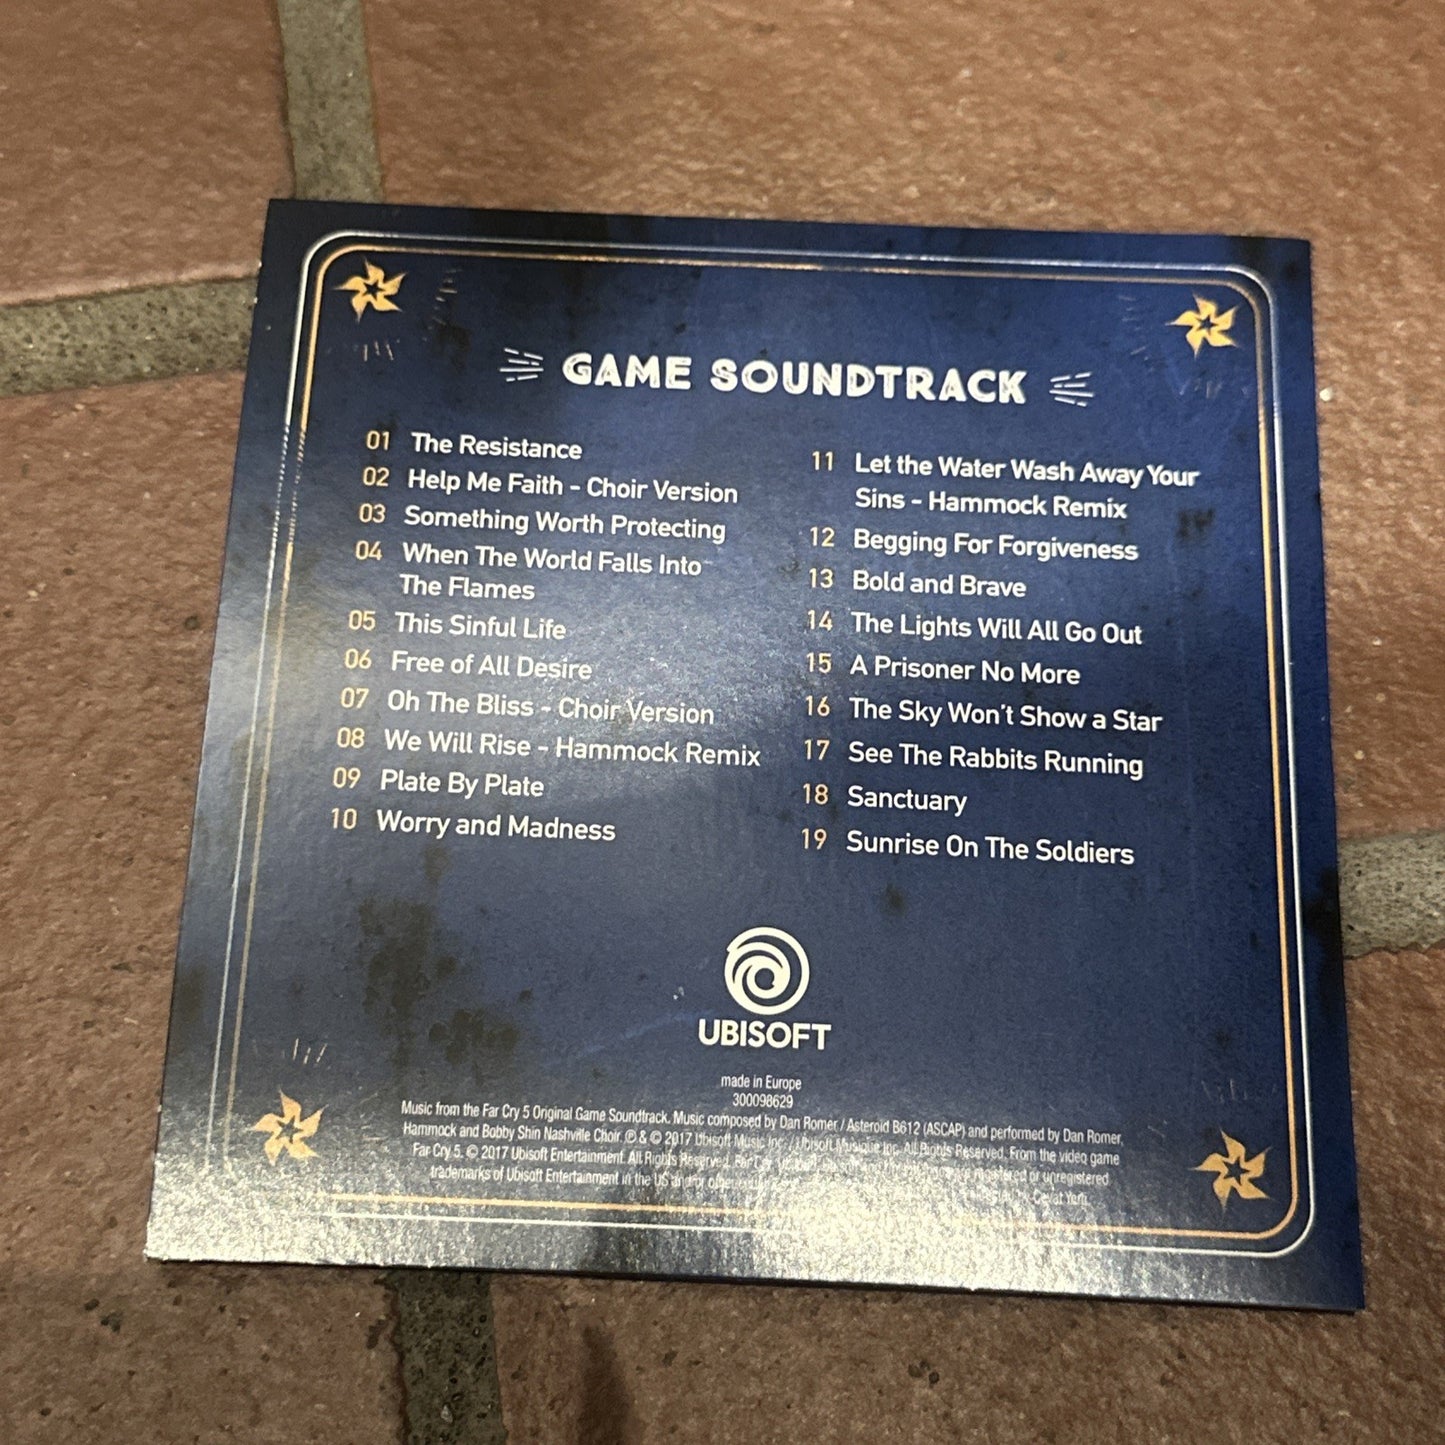 GAME SOUNDTRACK
01 The Resistance
02 Help Me Faith - Choir Version
03 Something Worth Protecting
04 When The World Falls Into
The Flames
05 This Sinful Life
06 Free of All Desire
07 Oh The Bliss - Choir Version
08 We Will Rise - Hammock Remix
09 Plate By Plate
10 Worry and Madness
11 Let the Water Wash Away Your
Sins - Hammock Remix
12 Begging For Forgiveness
13 Bold and Brave
14 The Lights Will All Go Out
15 A Prisoner No More
16 The Sky Won't Show a Star
17 See The Rabbits Running
18 Sanctuary
19 Sunrise On The Soldiers
UBISOFT
made in Europe
300098629
Music from the Far Cry 5 Original Game Soundtrack. Music composed by Dan Romer / Asteroid B612 (ASCAP) and performed by Dan Romer,
Hammock and Bobby Shin Nashville Choir. ℗ & © 2017 Ubisoft Music Inc. / Ubisoft Musique Inc. All Rights Reserved. From the video game
Far Cry 5. © 2017 Ubisoft Entertainment. All Rights Reserved. Far Cry, registered or unregistered
trademarks of Ubisoft Entertainment in the US and/or other